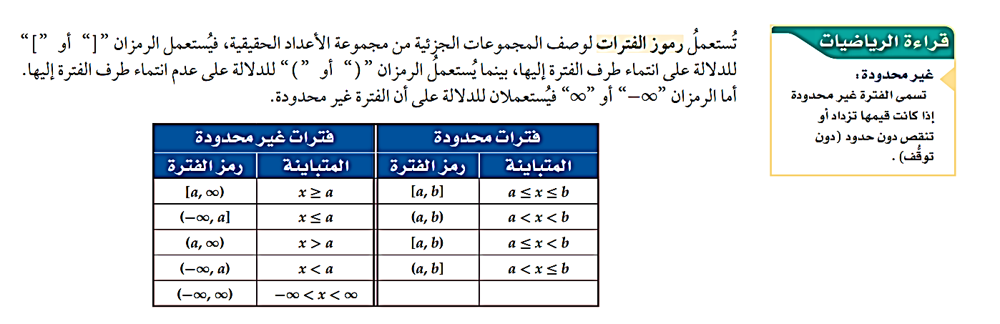 قراءة الرياضيات
غير محدودة:
تسمى الفترة غير محدودة
إذا كانت قيمها تزداد أو
تنقص دون حدود (دون
توقُّف).
تُستعملُ رموز الفترات لوصف المجموعات الجزئية من مجموعة الأعداد الحقيقية، فيُستعمل الرمزان ”]“ أو ”[“
للدلالة على انتماء طرف الفترة إليها، بينما يُستعملُ الرمزان ”(“ أو ”)“ للدلالة على عدم انتماء طرف الفترة إليها.
أما الرمزان ”∞−“ أو ”∞“ فيُستعملان للدلالة على أن الفترة غير محدودة.
فترات محدودة	فترات غير محدودة
المتباينة	رمز الفترة	المتباينة	رمز الفترة
a ≤ x ≤ b	[a, b]	x ≥ a	[a, ∞)
a < x < b	(a, b)	x ≤ a	(−∞, a]
a ≤ x < b	[a, b)	x > a	(a, ∞)
a < x ≤ b	(a, b]	x < a	(−∞, a)
−∞ < x < ∞	(−∞, ∞)